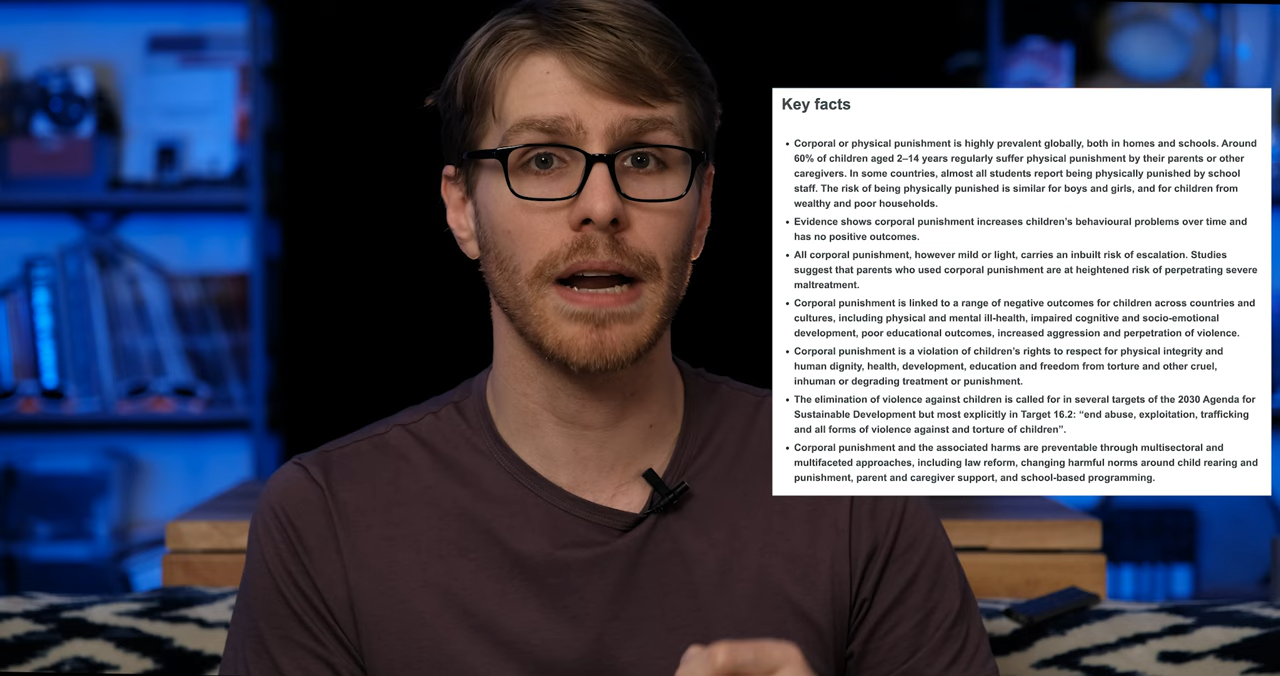 Key facts
• Corporal or physical punishment is highly prevalent globally, both in homes and schools. Around
60% of children aged 2–14 years regularly suffer physical punishment by their parents or other
caregivers. In some countries, almost all students report being physically punished by school
staff. The risk of being physically punished is similar for boys and girls, and for children from
wealthy and poor households.
• Evidence shows corporal punishment increases children’s behavioural problems over time and
has no positive outcomes.
• All corporal punishment, however mild or light, carries an inbuilt risk of escalation. Studies
suggest that parents who used corporal punishment are at heightened risk of perpetrating severe
maltreatment.
• Corporal punishment is linked to a range of negative outcomes for children across countries and
cultures, including physical and mental ill-health, impaired cognitive and socio-emotional
development, poor educational outcomes, increased aggression and perpetration of violence.
• Corporal punishment is a violation of children’s rights to respect for physical integrity and
human dignity, health, development, education and freedom from torture and other cruel,
inhuman or degrading treatment or punishment.
• The elimination of violence against children is called for in several targets of the 2030 Agenda for
Sustainable Development but most explicitly in Target 16.2: “end abuse, exploitation, trafficking
and all forms of violence against and torture of children”.
• Corporal punishment and the associated harms are preventable through multisectoral and
multifaceted approaches, including law reform, changing harmful norms around child rearing and
punishment, parent and caregiver support, and school-based programming.